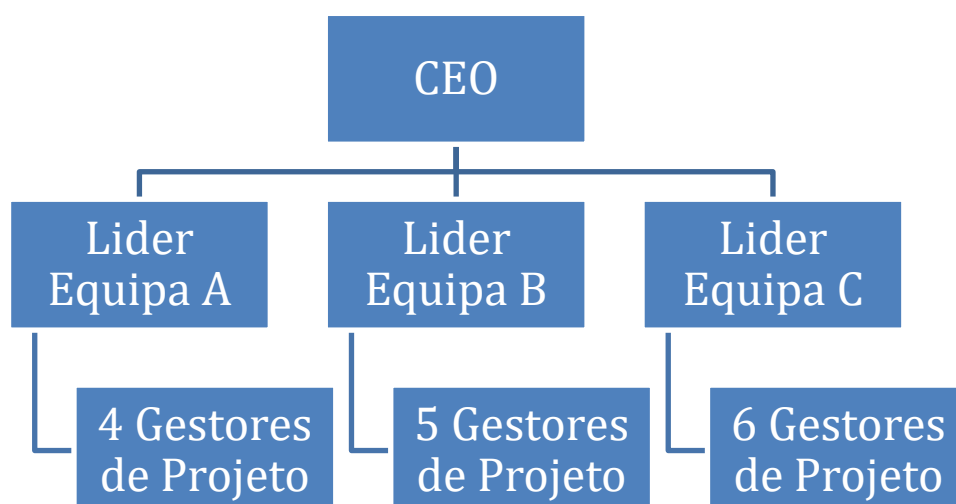 CEO
Lider
Equipa A
Lider
Equipa B
Lider
Equipa C
4 Gestores
de Projeto
5 Gestores
de Projeto
6 Gestores
de Projeto